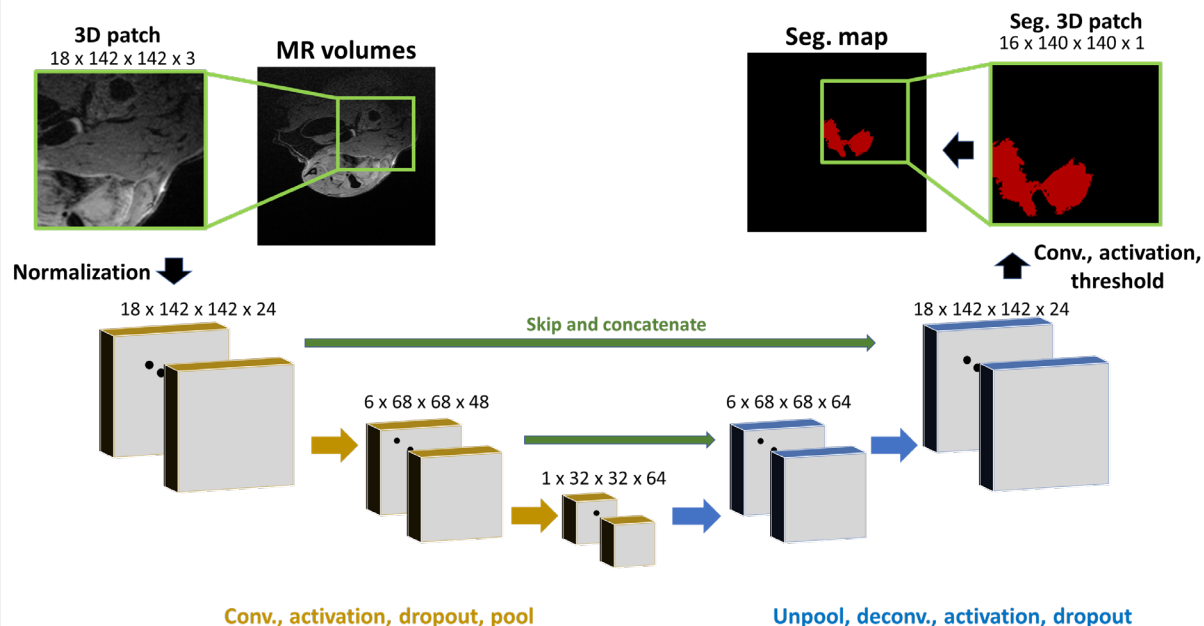 3D patch
18 x 142 x 142 x 3
MR volumes
Seg. map
Seg. 3D patch
16 x 140 x 140 x 1
Normalization
Conv., activation,
threshold
18 x 142 x 142 x 24
Skip and concatenate
18 x 142 x 142 x 24
6 x 68 x 68 x 48
6 x 68 x 68 x 64
1 x 32 x 32 x 64
Conv., activation, dropout, pool
Unpool, deconv., activation, dropout